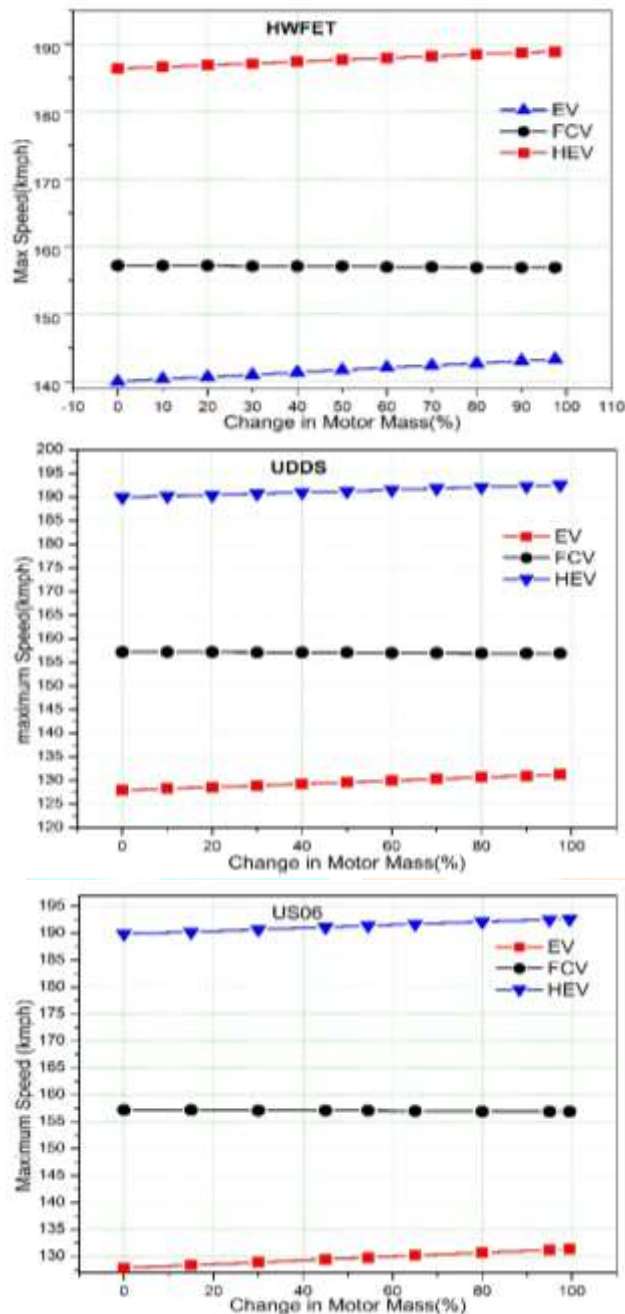 HWFET
190
180
170
160
150
140
Max Speed(kmph)
EV
FCV
HEV
-10 0 10 20 30 40 50 60 70 80 90 100 110
Change in Motor Mass(%)
UDDS
200
195
190
185
180
175
170
165
160
155
150
145
140
135
130
125
120
maximum Speed(kmph)
EV
FCV
HEV
0 20 40 60 80 100
Change in Motor Mass(%)
US06
195
190
185
180
175
170
165
160
155
150
145
140
135
130
Maximum Speed (kmph)
EV
FCV
HEV
0 20 40 60 80 100
Change in Motor Mass(%)